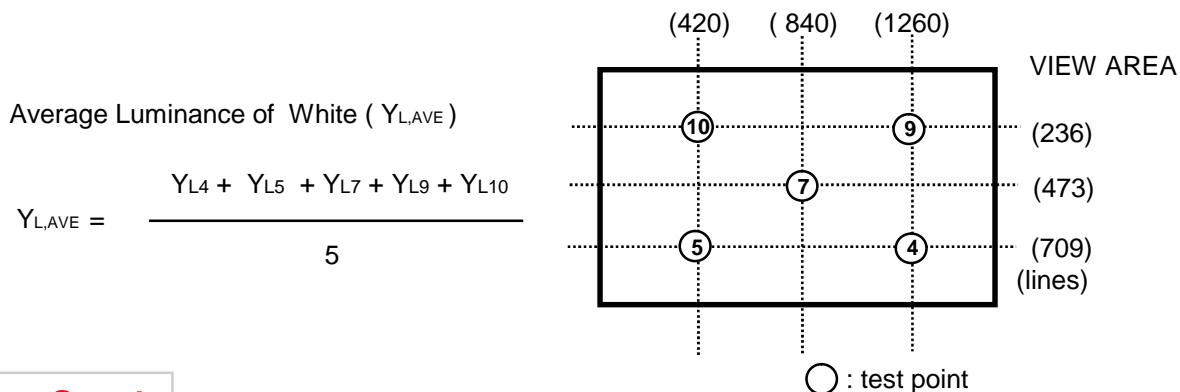 (420) ( 840) (1260)
VIEW AREA
Average Luminance of White ( YL,AVE )
10 9 (236)
YL4 + YL5 + YL7 + YL9 + YL10
7 (473)
YL,AVE =
5
5 4 (709)
(lines)
: test point